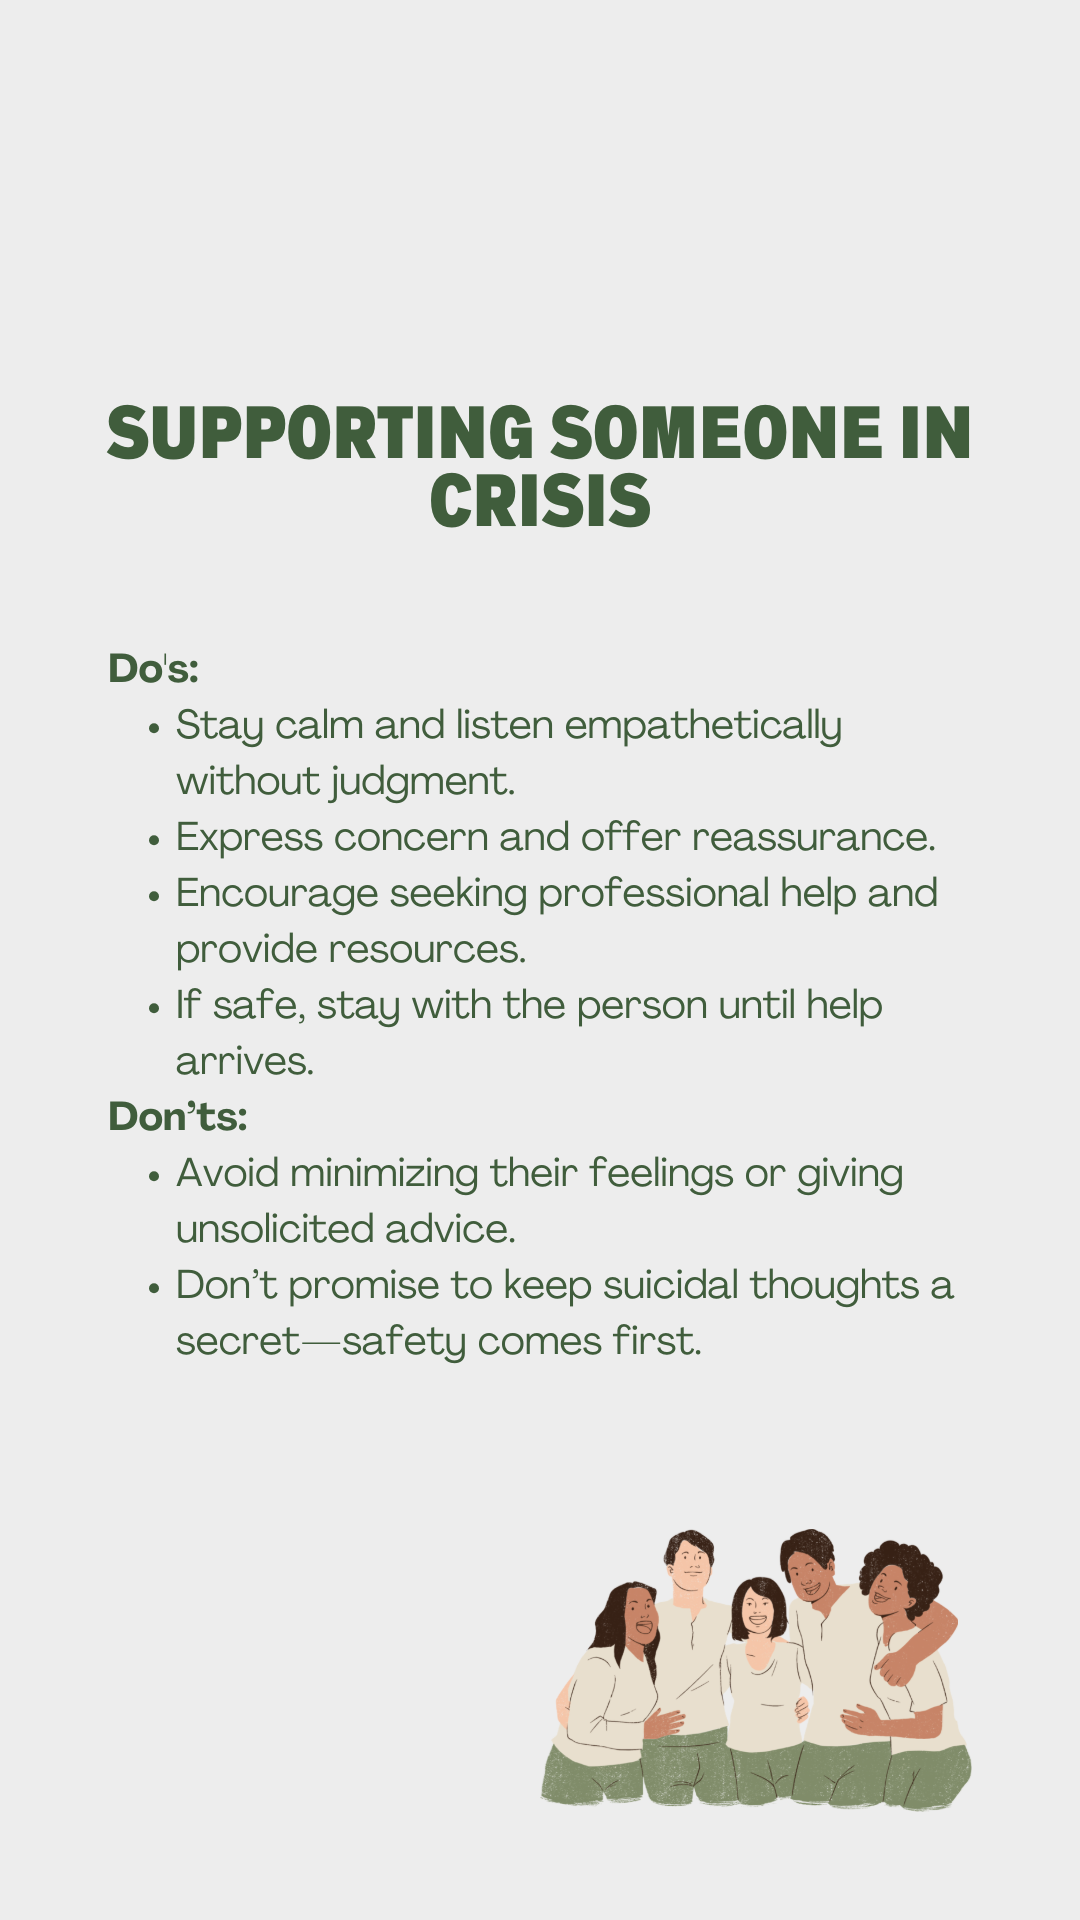 SUPPORTING SOMEONE IN
CRISIS
Do's:
• Stay calm and listen empathetically
without judgment.
• Express concern and offer reassurance.
• Encourage seeking professional help and
provide resources.
• If safe, stay with the person until help
arrives.
Don’ts:
• Avoid minimizing their feelings or giving
unsolicited advice.
• Don’t promise to keep suicidal thoughts a
secret—safety comes first.